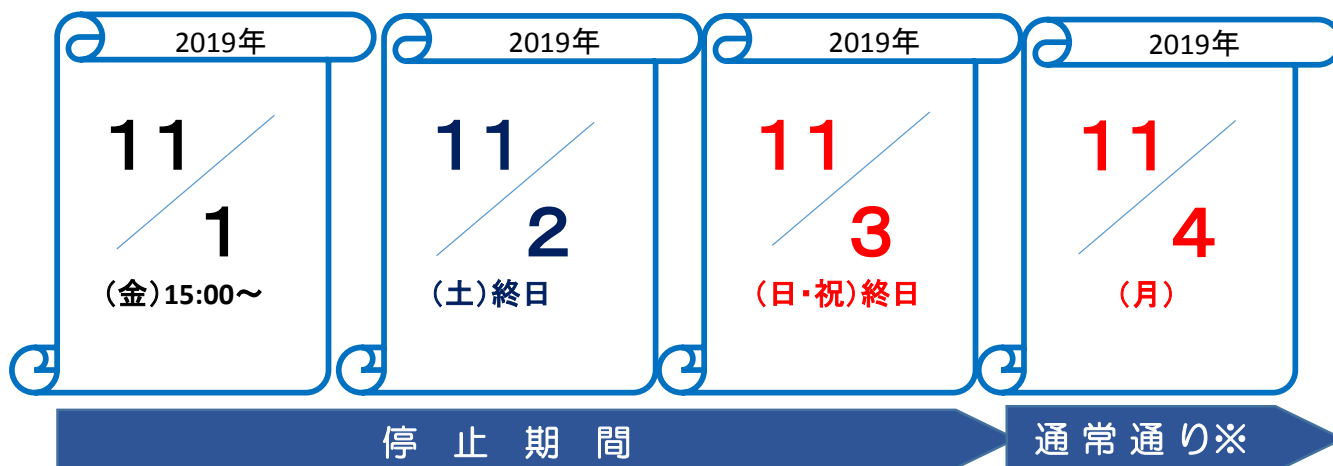 2019年
11
1
(金)15:00～
2019年
11
2
(土)終日
2019年
11
3
(日・祝)終日
2019年
11
4
(月)
停止期間
通常通り※